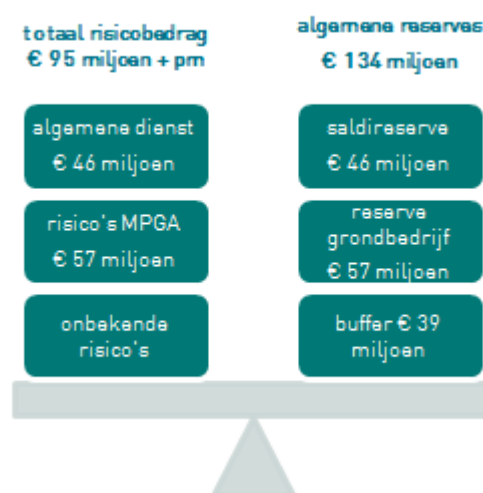 totaal risicobedrag
€ 95 miljoen + pm
algemene dienst
€ 46 miljoen
risico's MPGA
€ 57 miljoen
onbekende
risico's
algemene reserves
€ 134 miljoen
saldireserve
€ 46 miljoen
reserve
grondbedrijf
€ 57 miljoen
buffer € 39
miljoen